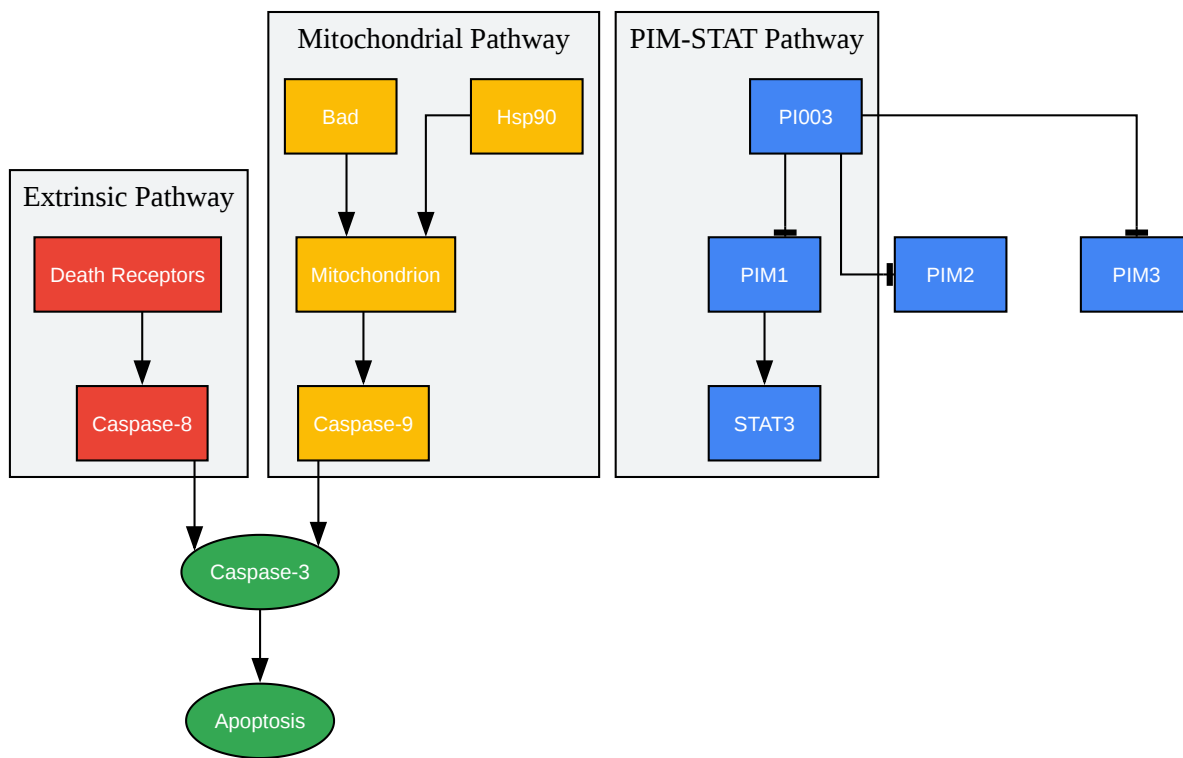 Mitochondrial Pathway
PIM-STAT Pathway
Bad
Hsp90
PI003
Extrinsic Pathway
Death Receptors
Mitochondrion
PIM1
PIM2
PIM3
Caspase-8
Caspase-9
STAT3
Caspase-3
Apoptosis